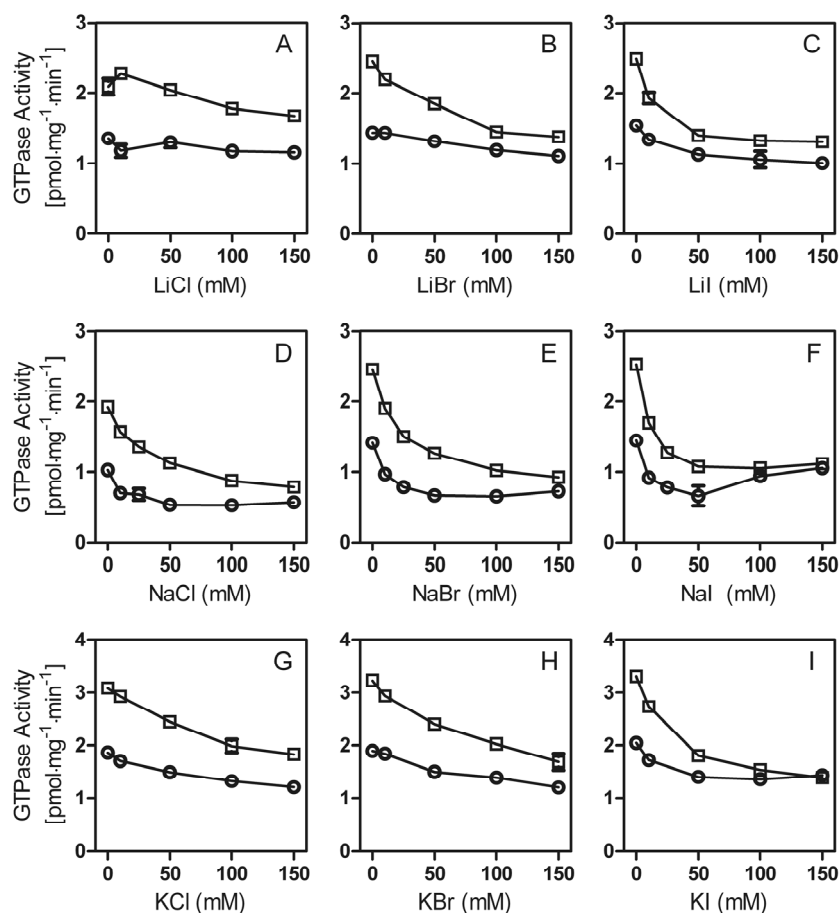 A
B
C
GTPase Activity
[pmol·mg⁻¹·min⁻¹]
3
2
1
0
0 50 100 150
LiCl (mM)
3
2
1
0
0 50 100 150
LiBr (mM)
3
2
1
0
0 50 100 150
LiI (mM)
D
E
F
GTPase Activity
[pmol·mg⁻¹·min⁻¹]
3
2
1
0
0 50 100 150
NaCl (mM)
3
2
1
0
0 50 100 150
NaBr (mM)
3
2
1
0
0 50 100 150
NaI (mM)
G
H
I
GTPase Activity
[pmol·mg⁻¹·min⁻¹]
4
3
2
1
0
0 50 100 150
KCl (mM)
4
3
2
1
0
0 50 100 150
KBr (mM)
4
3
2
1
0
0 50 100 150
KI (mM)